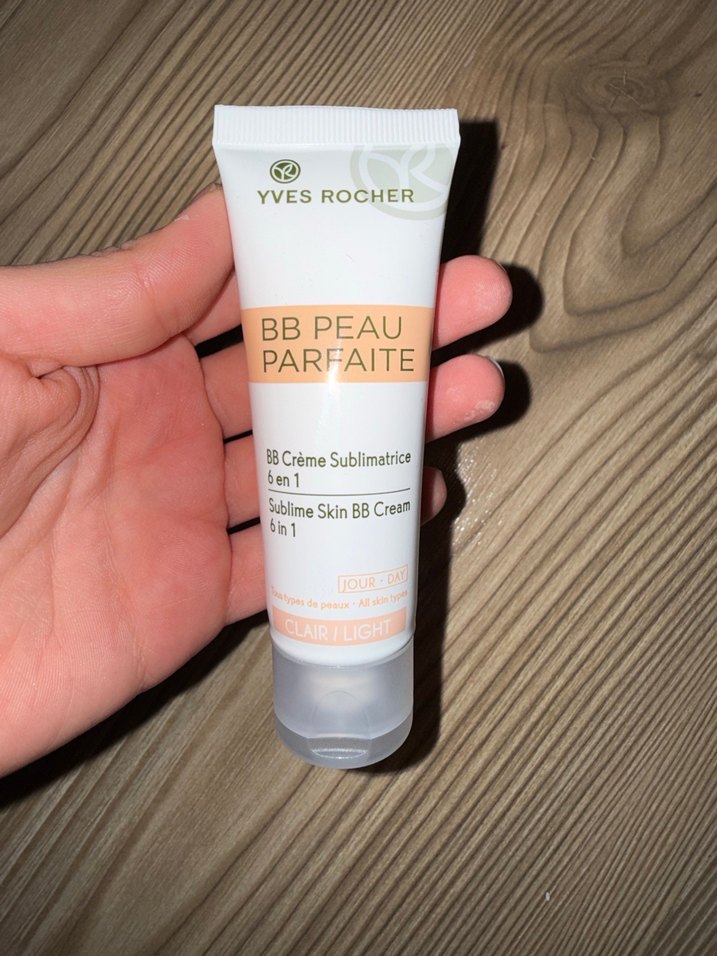 YR
YVES ROCHER
BB PEAU
PARFAITE
BB Crème Sublimatrice
6 en 1
Sublime Skin BB Cream
6 in 1
JOUR • DAY
Tous types de peaux • All skin types
CLAIR / LIGHT